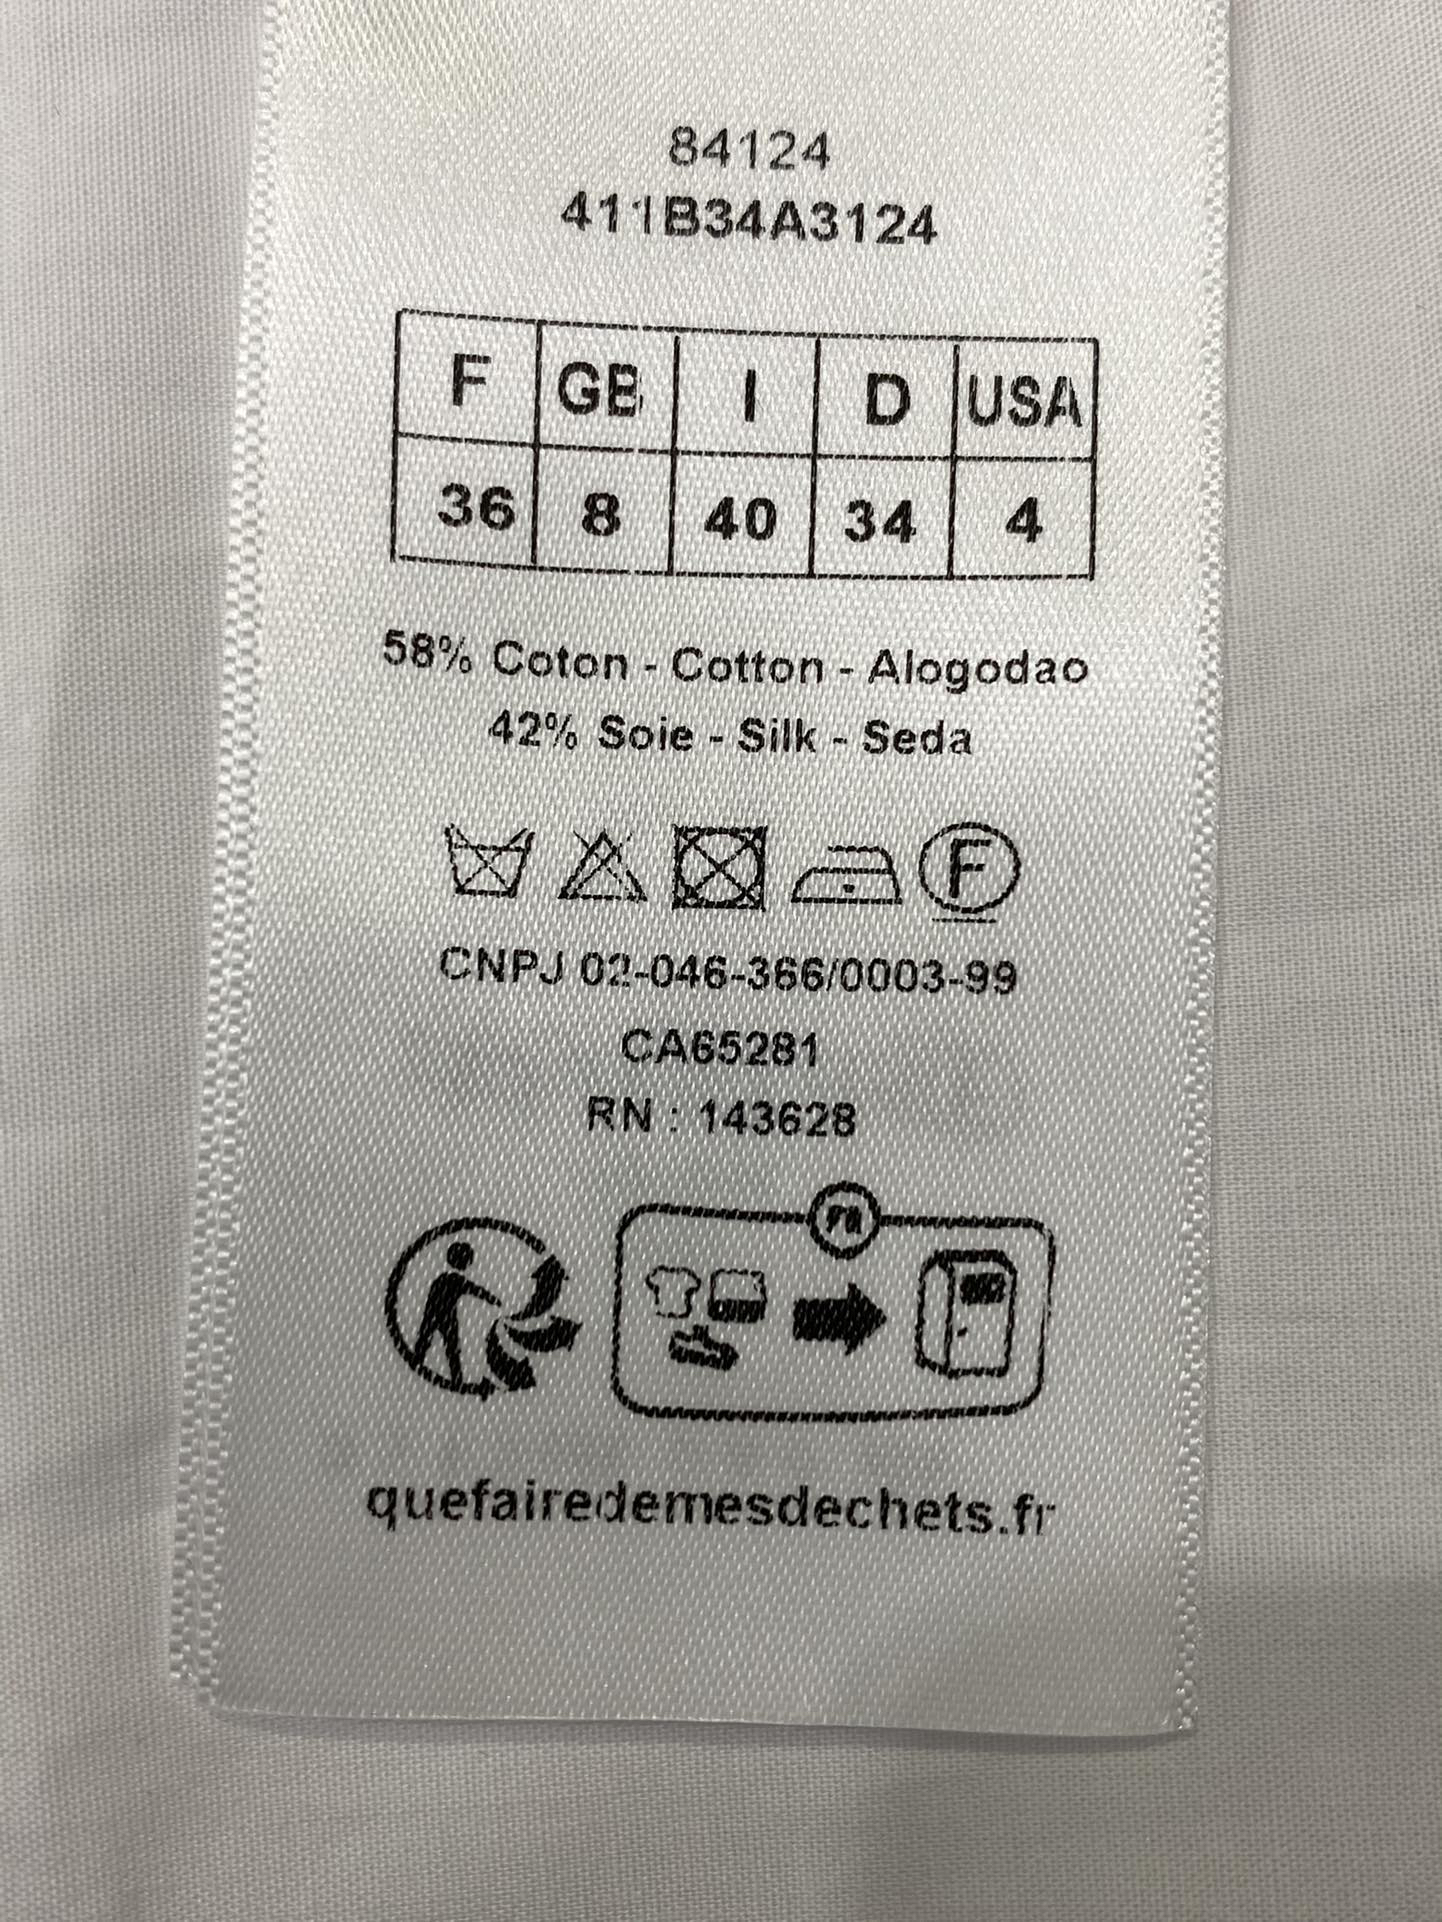 84124
411B34A3124
F GB I D USA
36 8 40 34 4
58% Coton - Cotton - Alogodao
42% Soie - Silk - Seda
F
CNPJ 02-046-366/0003-99
CA65281
RN : 143628
FR
quefairedemesdechets.fr